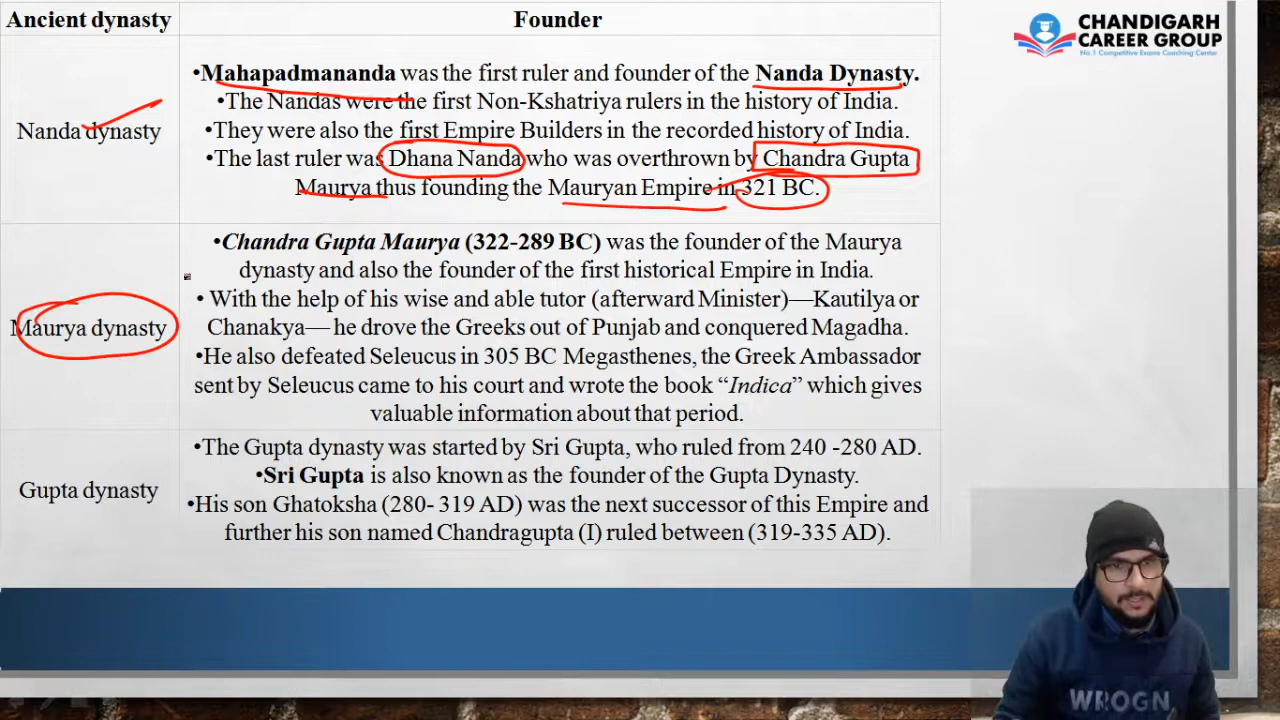 Ancient dynasty
Founder
CHANDIGARH
CAREER GROUP
No.1 Competitive Exams Coaching Center
Nanda dynasty
•Mahapadmananda was the first ruler and founder of the Nanda Dynasty.
•The Nandas were the first Non-Kshatriya rulers in the history of India.
•They were also the first Empire Builders in the recorded history of India.
•The last ruler was Dhana Nanda who was overthrown by Chandra Gupta
Maurya thus founding the Mauryan Empire in 321 BC.
Maurya dynasty
•Chandra Gupta Maurya (322-289 BC) was the founder of the Maurya
dynasty and also the founder of the first historical Empire in India.
• With the help of his wise and able tutor (afterward Minister)—Kautilya or
Chanakya— he drove the Greeks out of Punjab and conquered Magadha.
•He also defeated Seleucus in 305 BC Megasthenes, the Greek Ambassador
sent by Seleucus came to his court and wrote the book “Indica” which gives
valuable information about that period.
Gupta dynasty
•The Gupta dynasty was started by Sri Gupta, who ruled from 240 -280 AD.
•Sri Gupta is also known as the founder of the Gupta Dynasty.
•His son Ghatoksha (280- 319 AD) was the next successor of this Empire and
further his son named Chandragupta (I) ruled between (319-335 AD).
WROGN